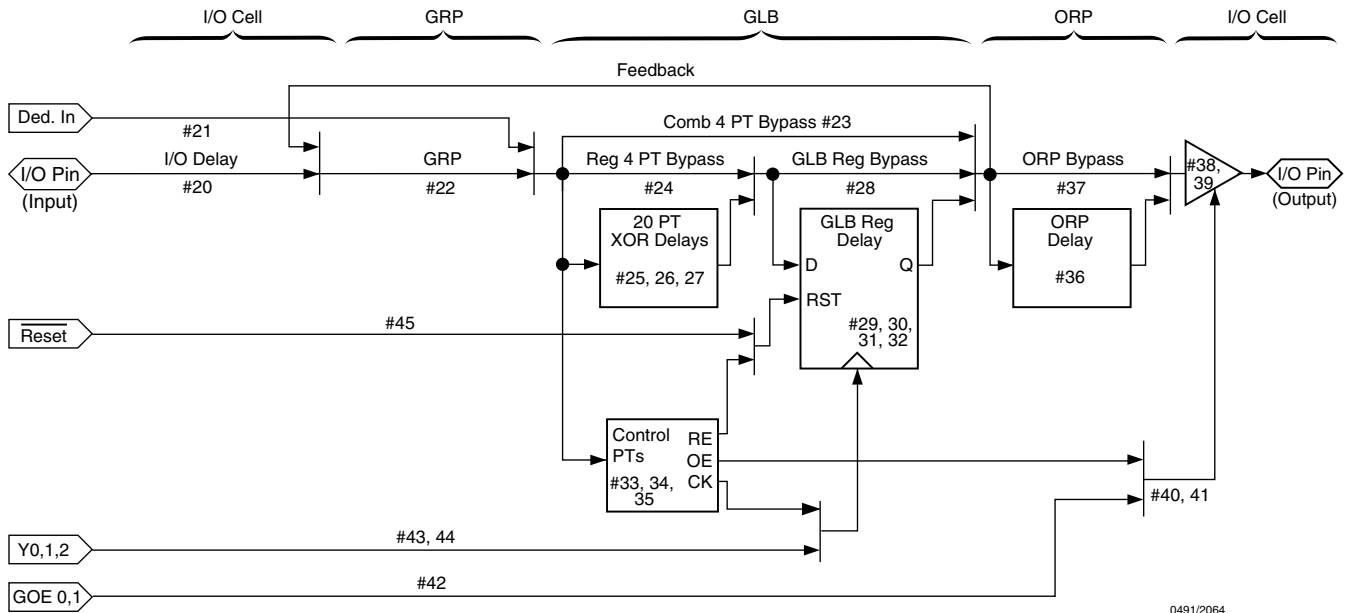 I/O Cell
GRP
GLB
ORP
I/O Cell
Feedback
Ded. In
#21
Comb 4 PT Bypass #23
I/O Pin
(Input)
I/O Delay
#20
GRP
#22
Reg 4 PT Bypass
#24
GLB Reg Bypass
#28
ORP Bypass
#37
#38,
39
I/O Pin
(Output)
20 PT
XOR Delays
#25, 26, 27
GLB Reg
Delay
D
Q
RST
#29, 30,
31, 32
ORP
Delay
#36
Reset
#45
Control
PTs
#33, 34,
35
RE
OE
CK
#40, 41
Y0,1,2
#43, 44
GOE 0,1
#42
0491/2064